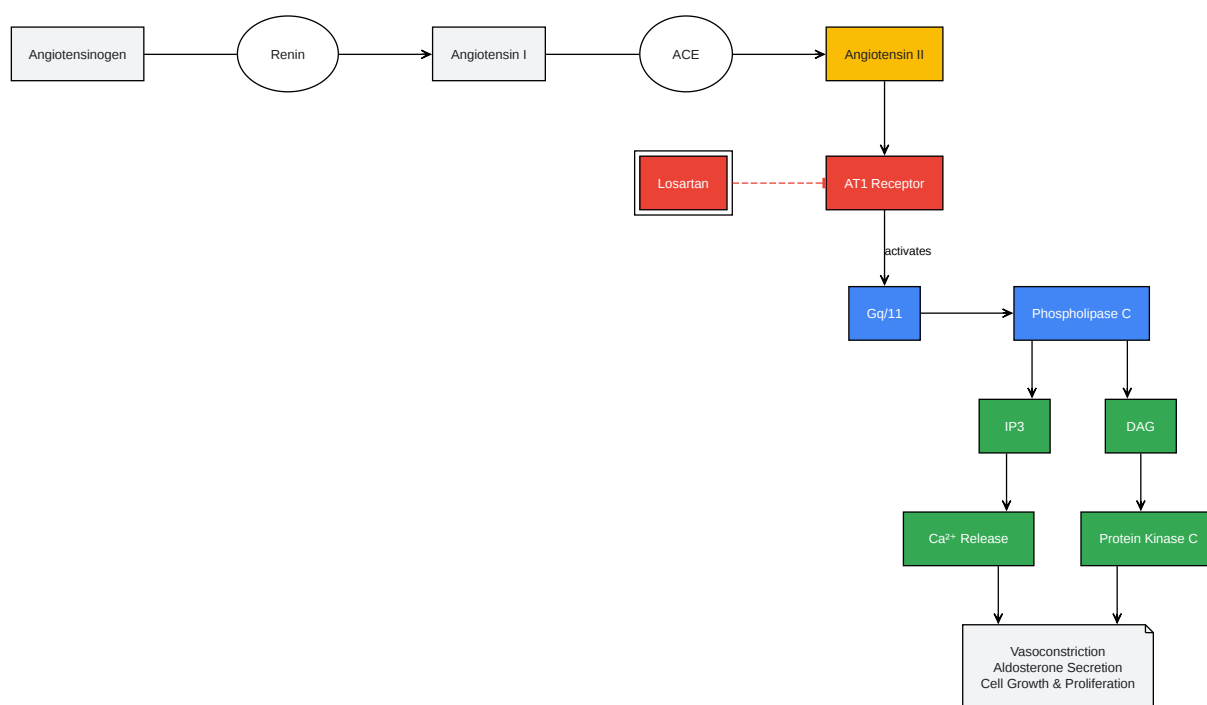 Angiotensinogen
Renin
Angiotensin I
ACE
Angiotensin II
Losartan
AT1 Receptor
activates
Gq/11
Phospholipase C
IP3
DAG
Ca²⁺ Release
Protein Kinase C
Vasoconstriction
Aldosterone Secretion
Cell Growth & Proliferation